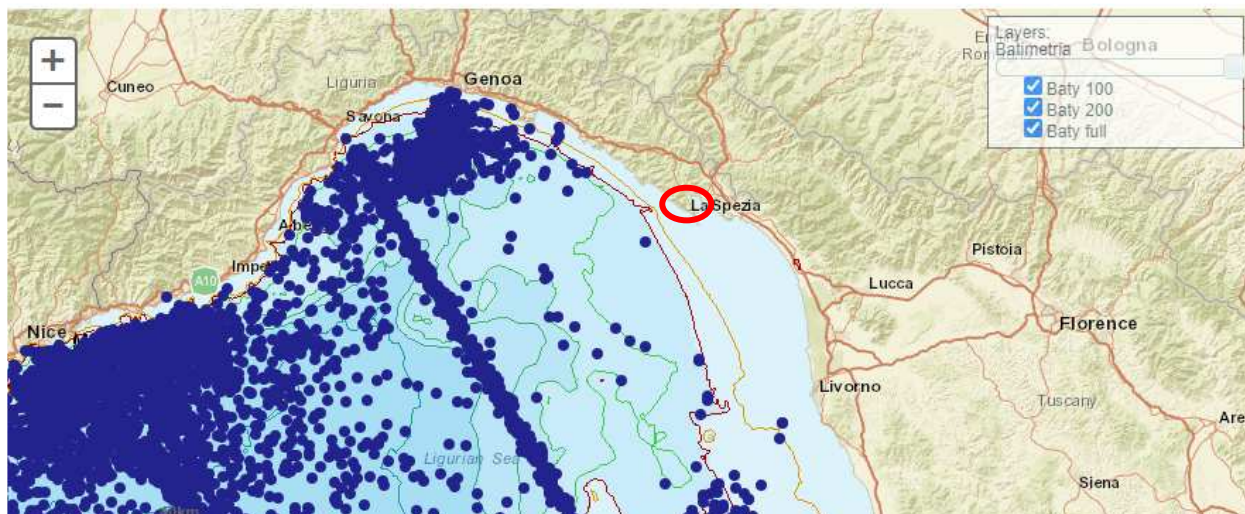 +
−
Layers:
Batimetria
Baty 100
Baty 200
Baty full
Bologna
Cuneo
Liguria
Genoa
Savona
La Spezia
Pistoia
A10
Lucca
Nice
Florence
Livorno
Tuscany
Ligurian Sea
Siena